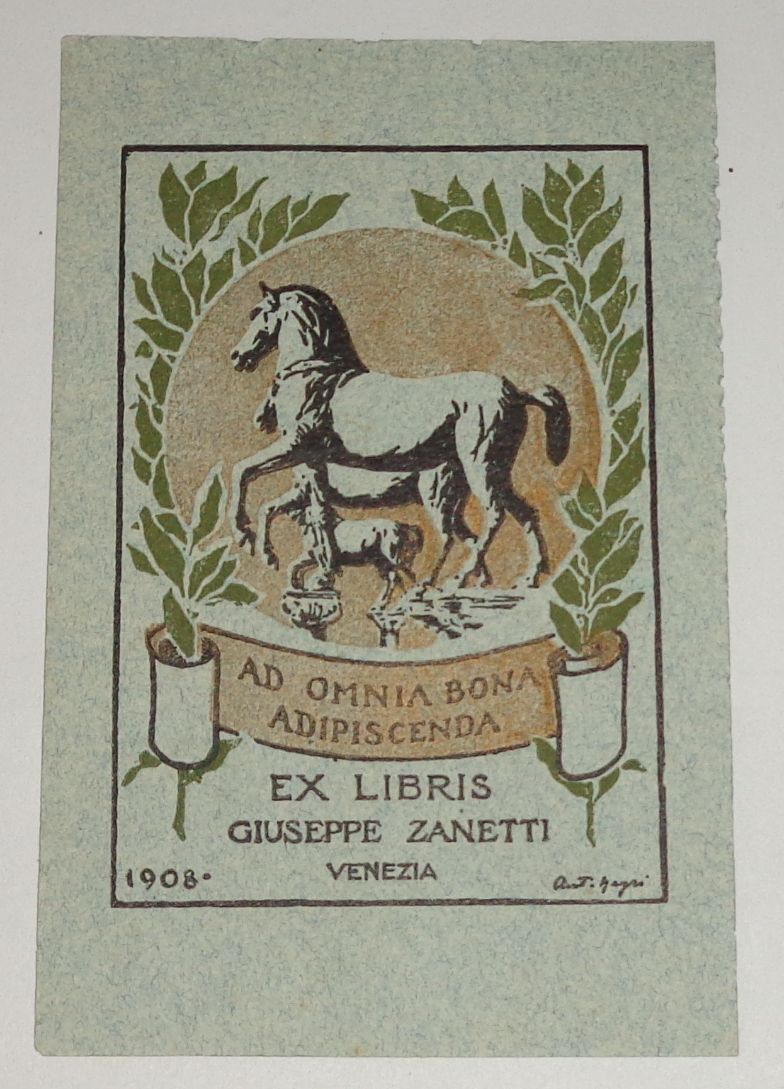 AD OMNIA BONA
ADIPISCENDA
EX LIBRIS
GIUSEPPE ZANETTI
VENEZIA
1908.